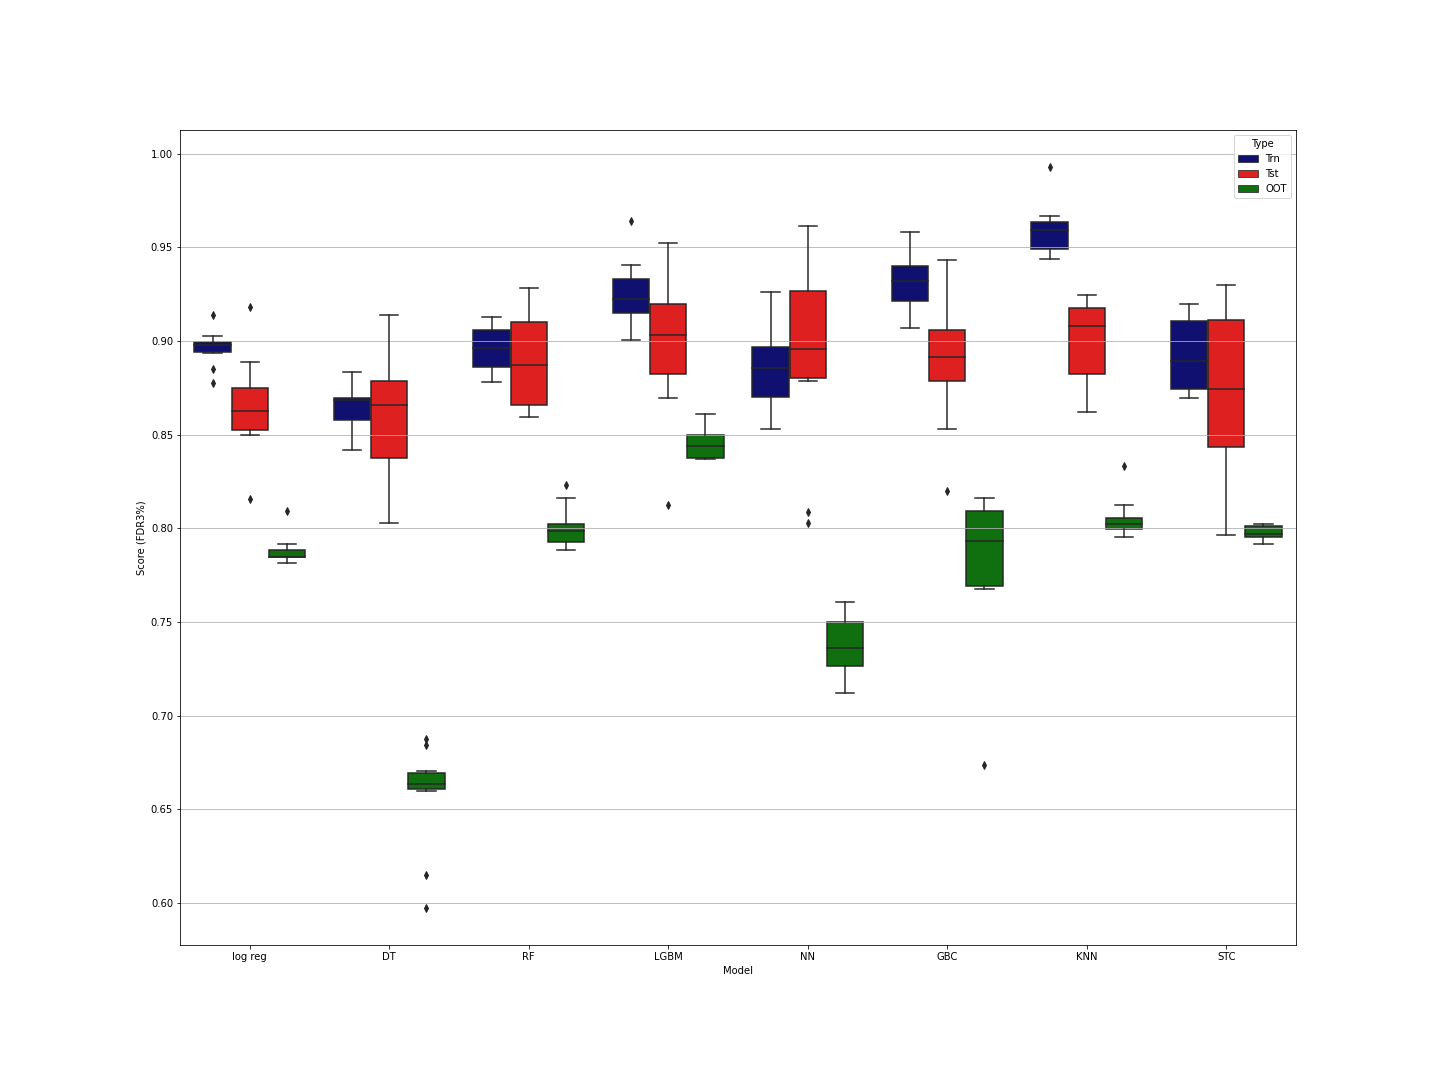 Type
Trn
Tst
OOT
1.00
0.95
0.90
0.85
0.80
0.75
0.70
0.65
0.60
Score (FDR3%)
log reg DT RF LGBM NN GBC KNN STC
Model